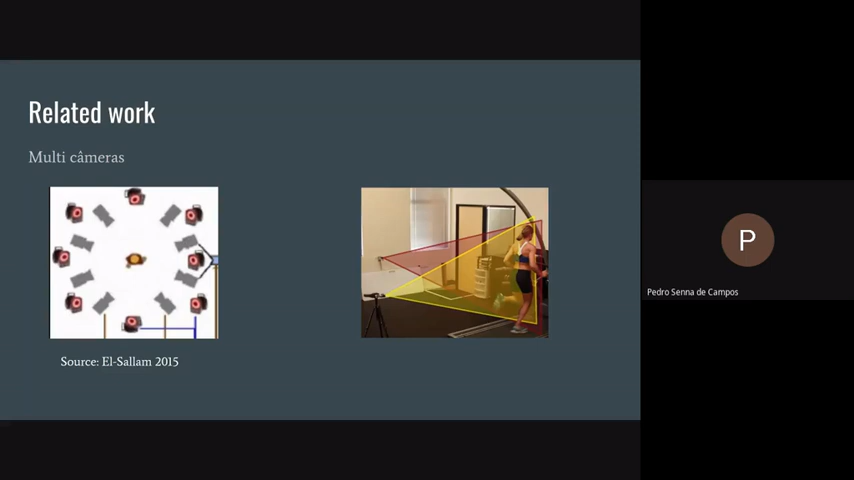 Related work
Multi câmeras
Source: El-Sallam 2015
P
Pedro Senna de Campos